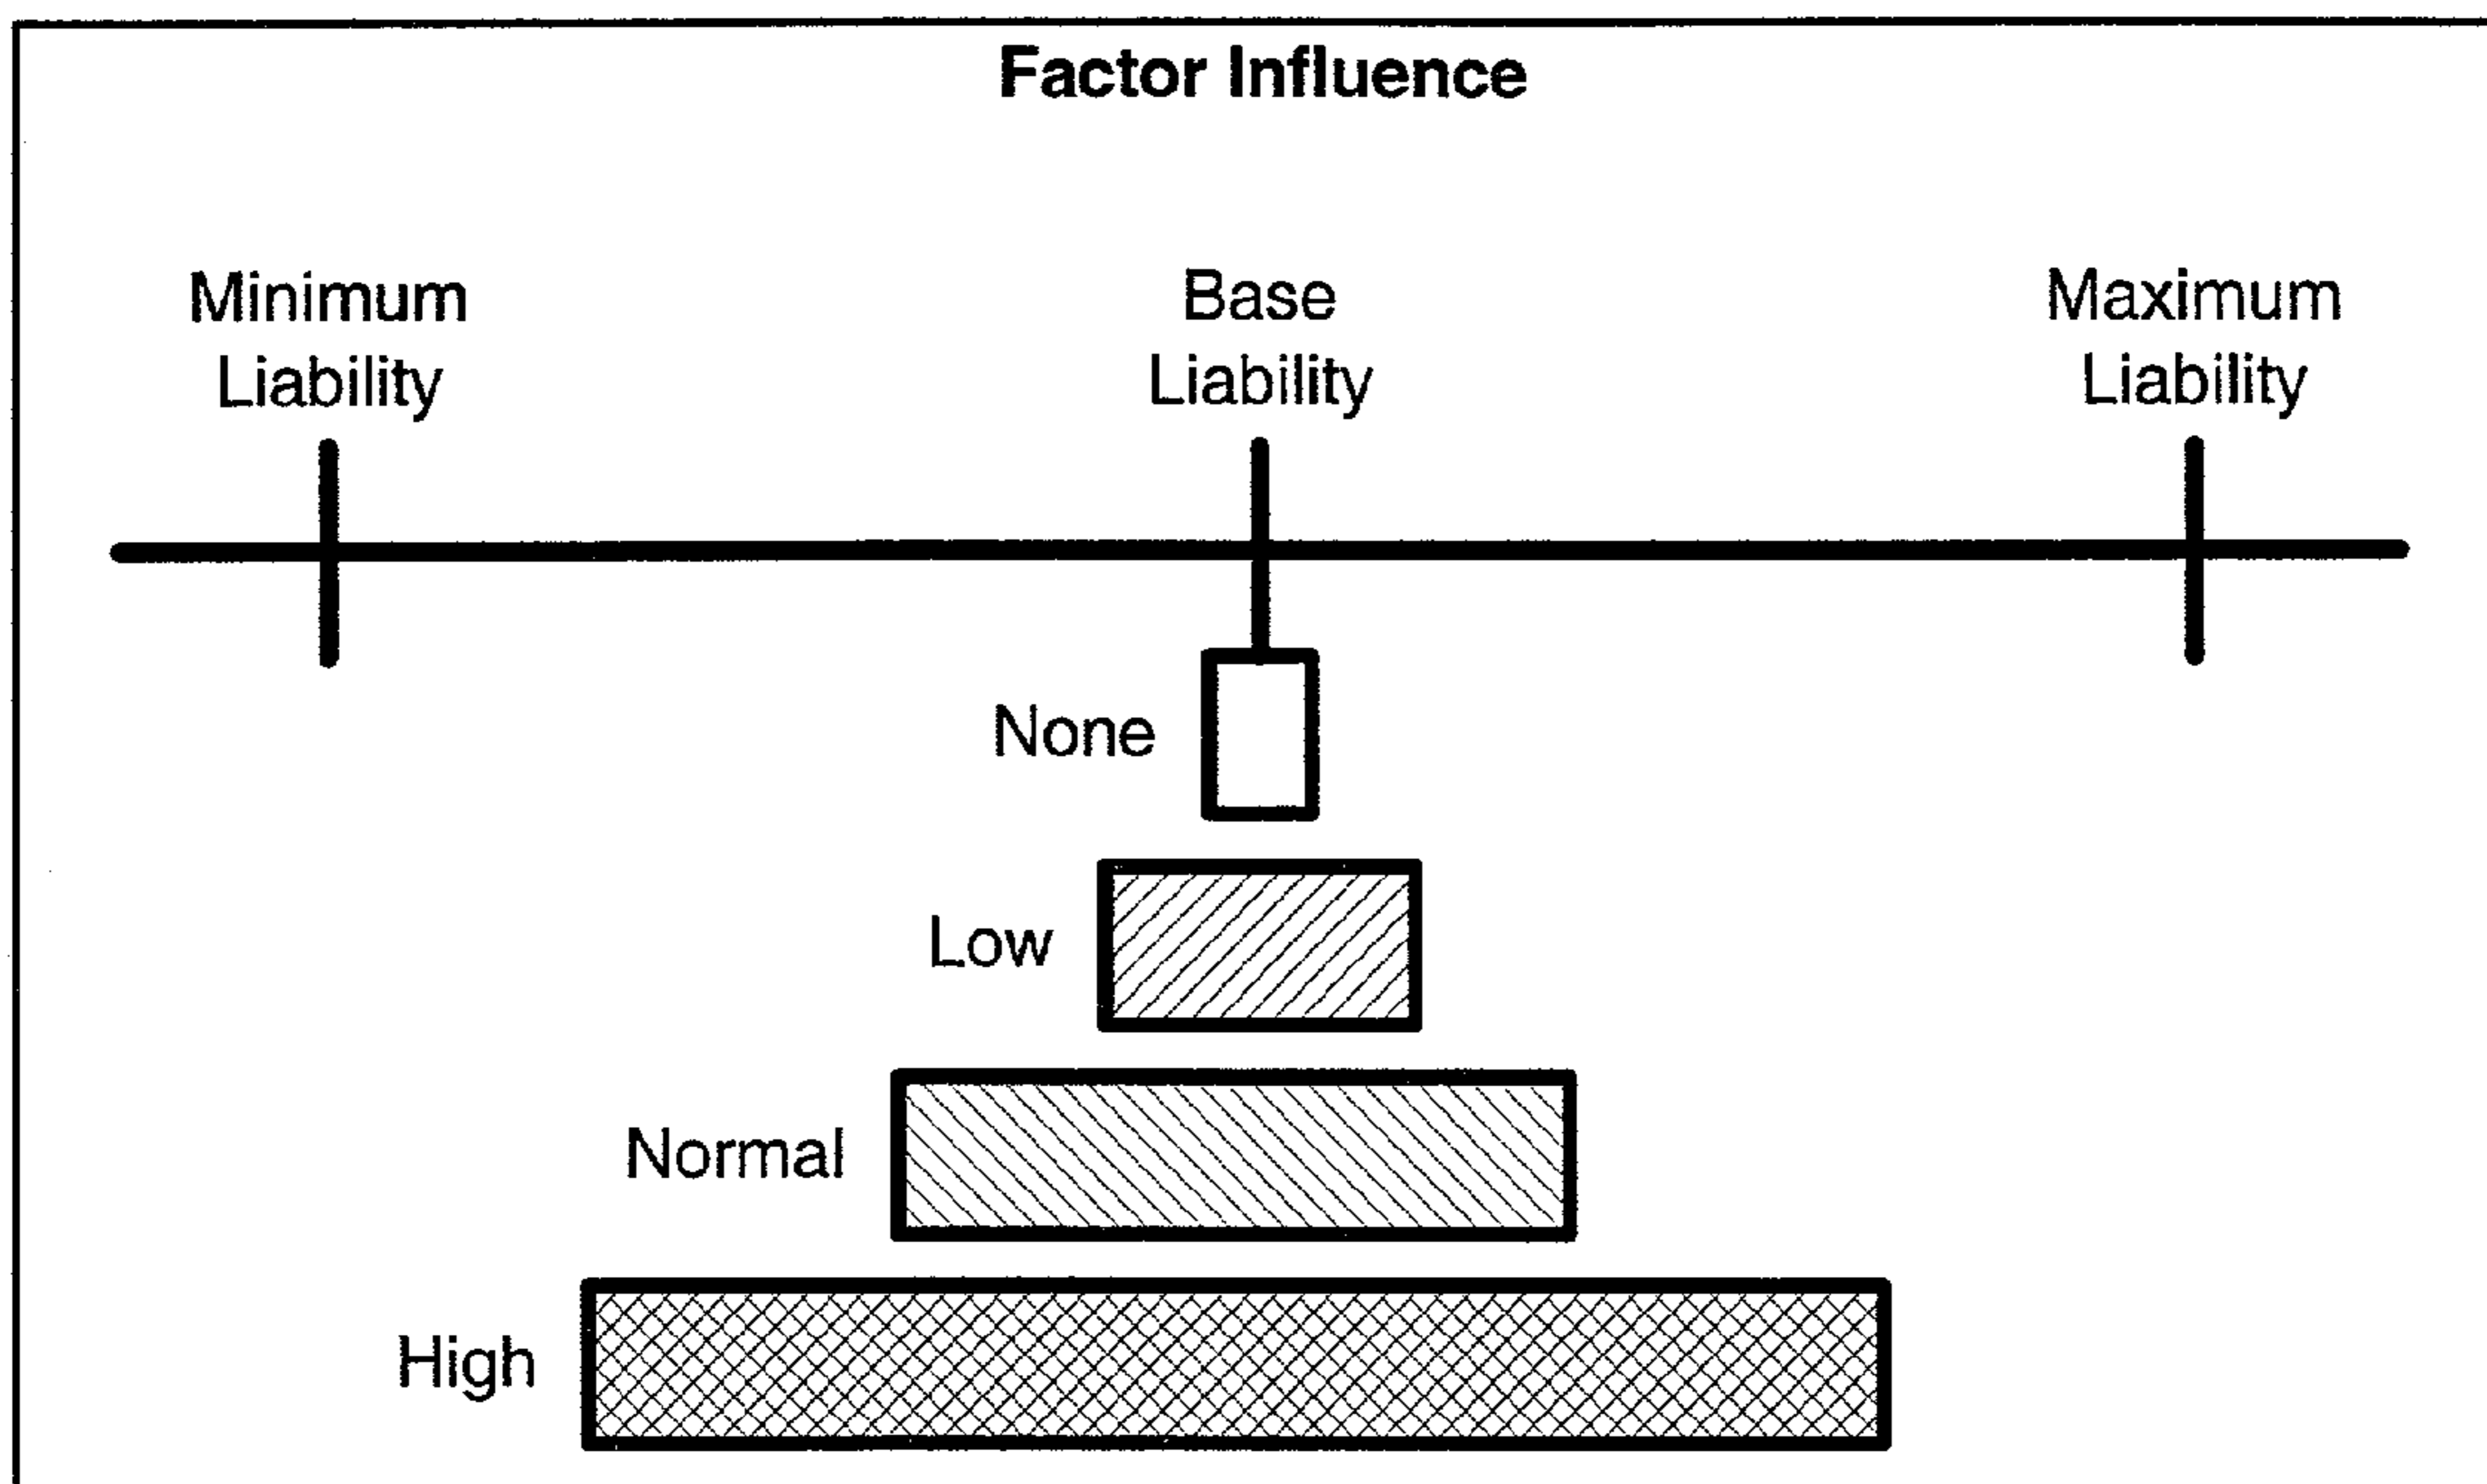 Factor Influence
Minimum
Liability
Base
Liability
Maximum
Liability
None
Low
Normal
High